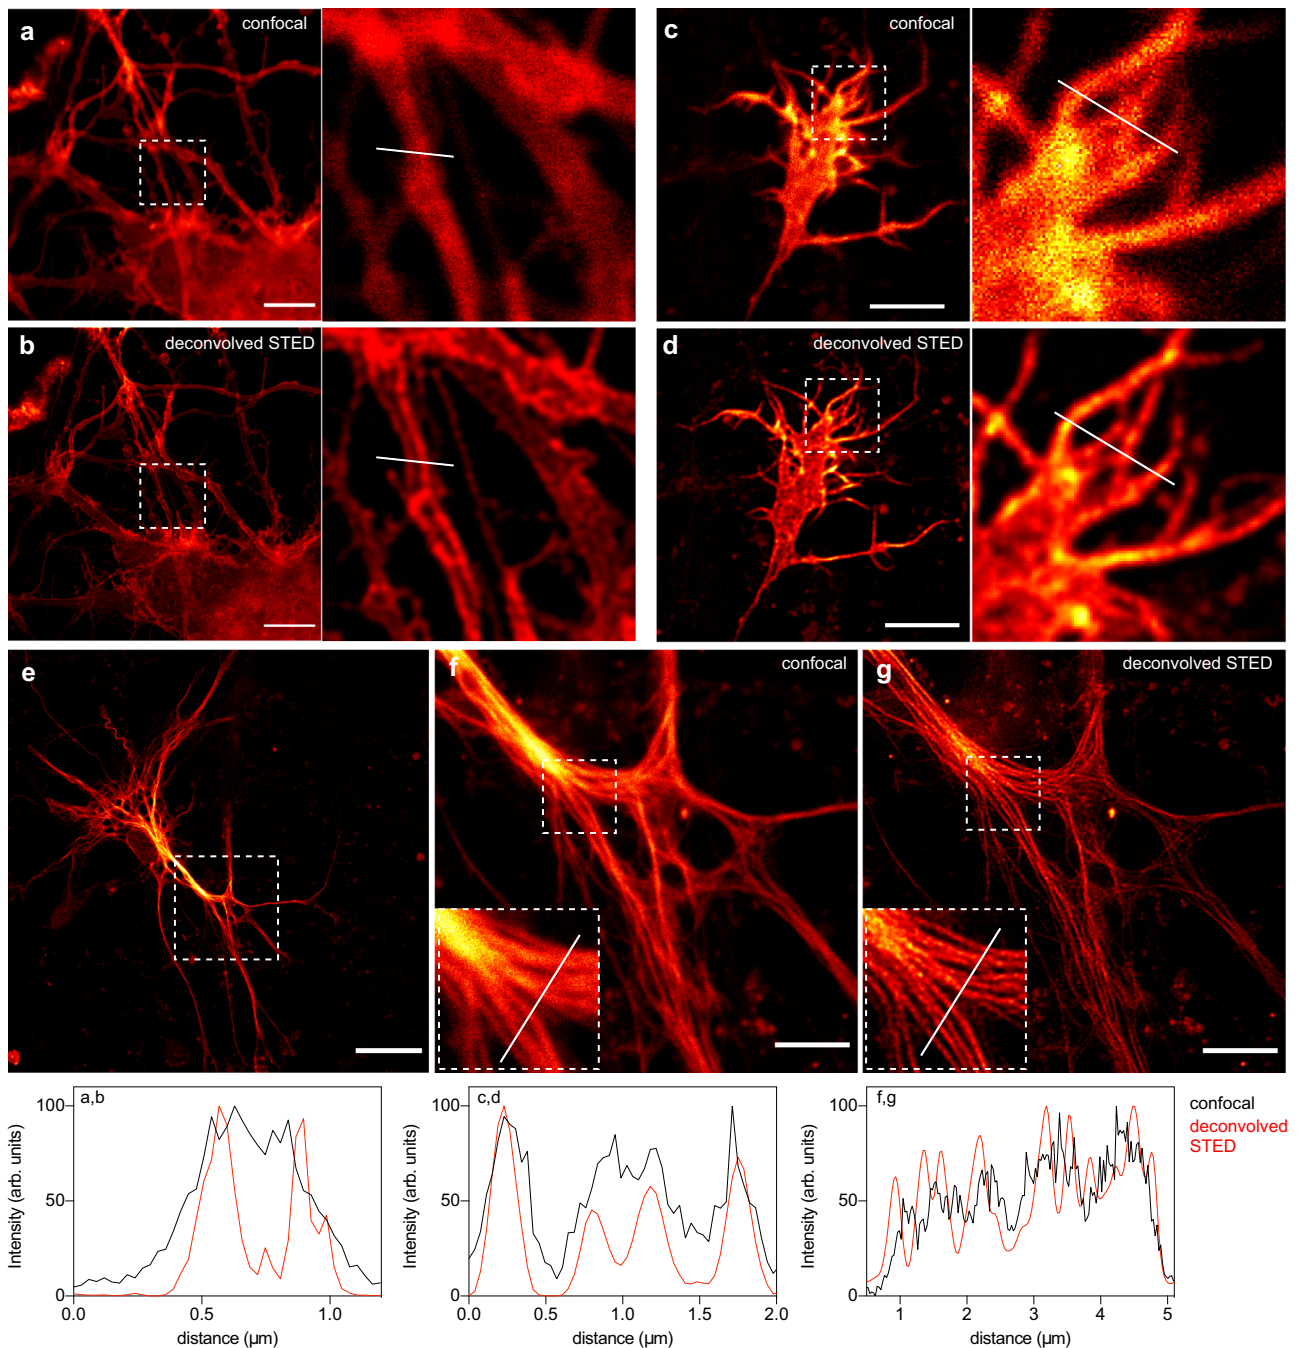 a
confocal
c
confocal
b
deconvolved STED
d
deconvolved STED
e
f
confocal
g
deconvolved STED
a,b
100
50
0
Intensity (arb. units)
0.0
0.5
1.0
distance (µm)
c,d
100
50
0
Intensity (arb. units)
0.0
0.5
1.0
1.5
2.0
distance (µm)
f,g
100
50
0
Intensity (arb. units)
1
2
3
4
5
distance (µm)
confocal
deconvolved
STED